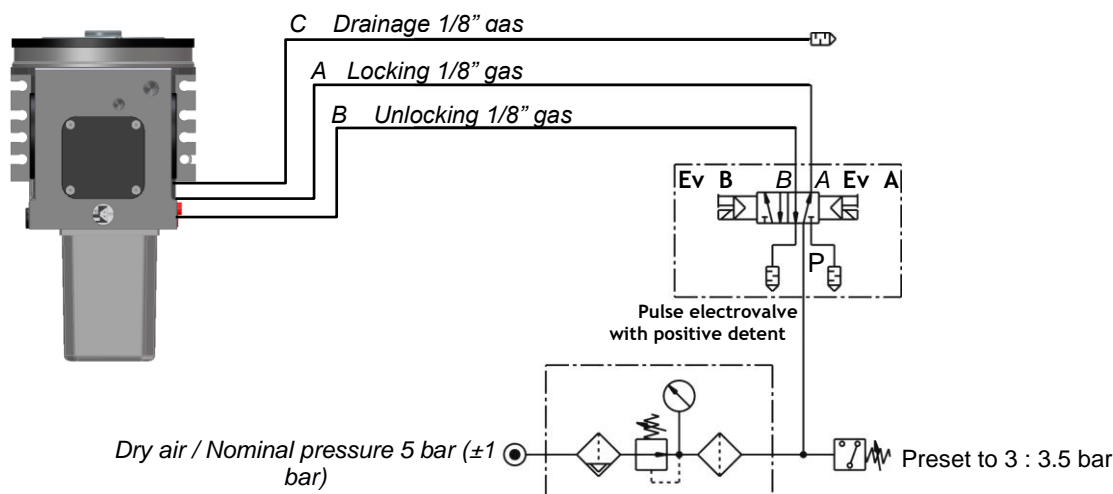 C Drainage 1/8” gas
A Locking 1/8” gas
B Unlocking 1/8” gas
Ev B B A Ev A
P
Pulse electrovalve
with positive detent
Dry air / Nominal pressure 5 bar (±1
bar)
Preset to 3 : 3.5 bar